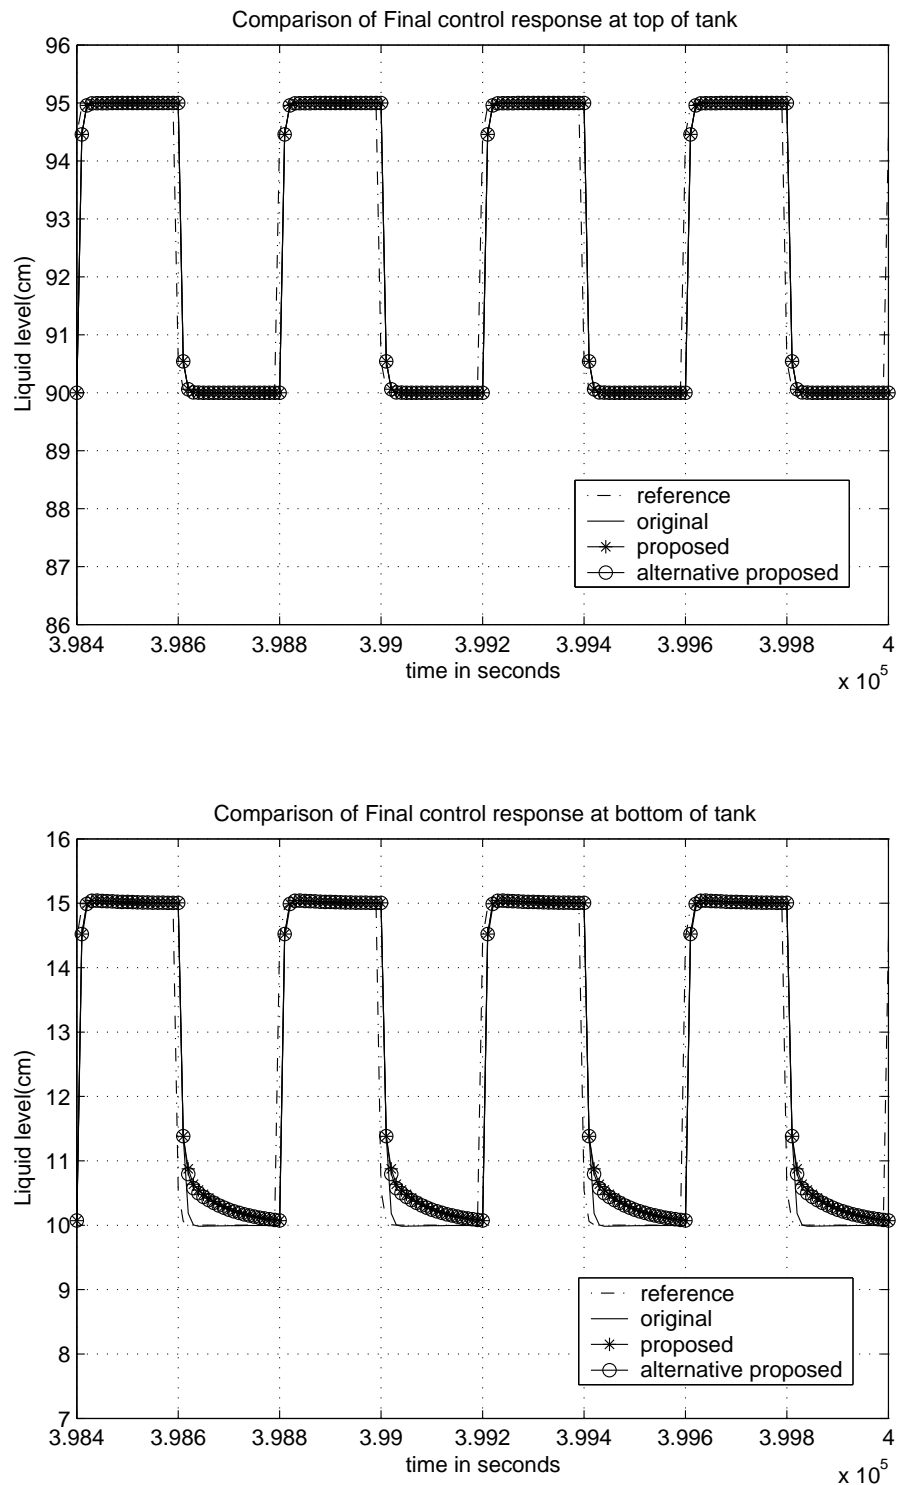 Comparison of Final control response at top of tank
96
95
94
93
92
91
90
89
88
87
86
Liquid level(cm)
reference
original
proposed
alternative proposed
3.984 3.986 3.988 3.99 3.992 3.994 3.996 3.998 4
time in seconds
x 10^5
Comparison of Final control response at bottom of tank
16
15
14
13
12
11
10
9
8
7
Liquid level(cm)
reference
original
proposed
alternative proposed
3.984 3.986 3.988 3.99 3.992 3.994 3.996 3.998 4
time in seconds
x 10^5